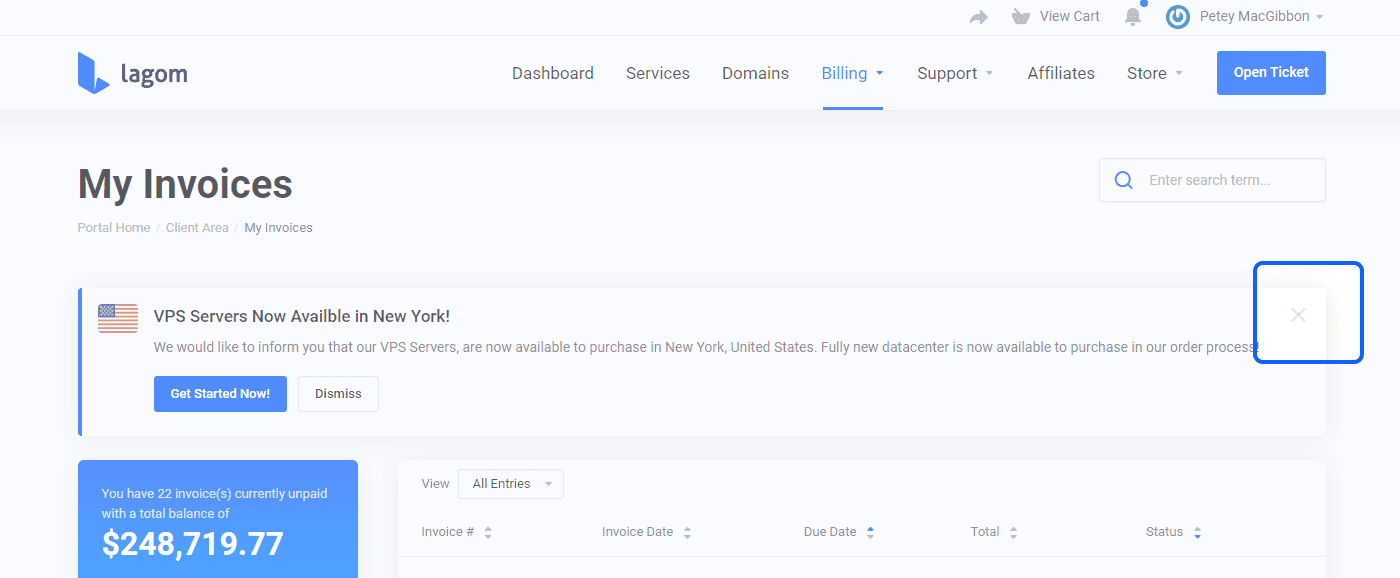 View Cart
Petey MacGibbon
lagom
Dashboard
Services
Domains
Billing
Support
Affiliates
Store
Open Ticket
My Invoices
Enter search term...
Portal Home / Client Area / My Invoices
VPS Servers Now Availble in New York!
We would like to inform you that our VPS Servers, are now available to purchase in New York, United States. Fully new datacenter is now available to purchase in our order process!
Get Started Now!
Dismiss
You have 22 invoice(s) currently unpaid
with a total balance of
$248,719.77
View
All Entries
Invoice #
Invoice Date
Due Date
Total
Status